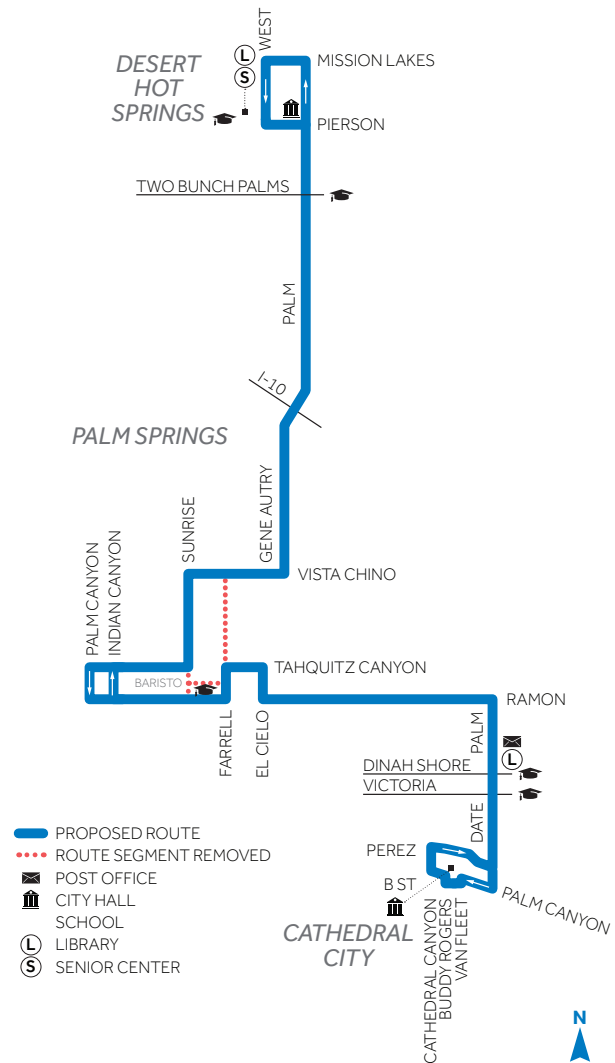 WEST
L
S
MISSION LAKES
DESERT
HOT
SPRINGS
PIERSON
TWO BUNCH PALMS
PALM
I-10
PALM SPRINGS
GENE AUTRY
SUNRISE
VISTA CHINO
PALM CANYON
INDIAN CANYON
TAHQUITZ CANYON
BARISTO
RAMON
FARRELL
EL CIELO
PALM
L
DINAH SHORE
VICTORIA
DATE
PEREZ
B ST
PALM CANYON
CATHEDRAL
CITY
CATHEDRAL CANYON
BUDDY ROGERS
VAN FLEET
PROPOSED ROUTE
ROUTE SEGMENT REMOVED
POST OFFICE
CITY HALL
SCHOOL
L LIBRARY
S SENIOR CENTER
N